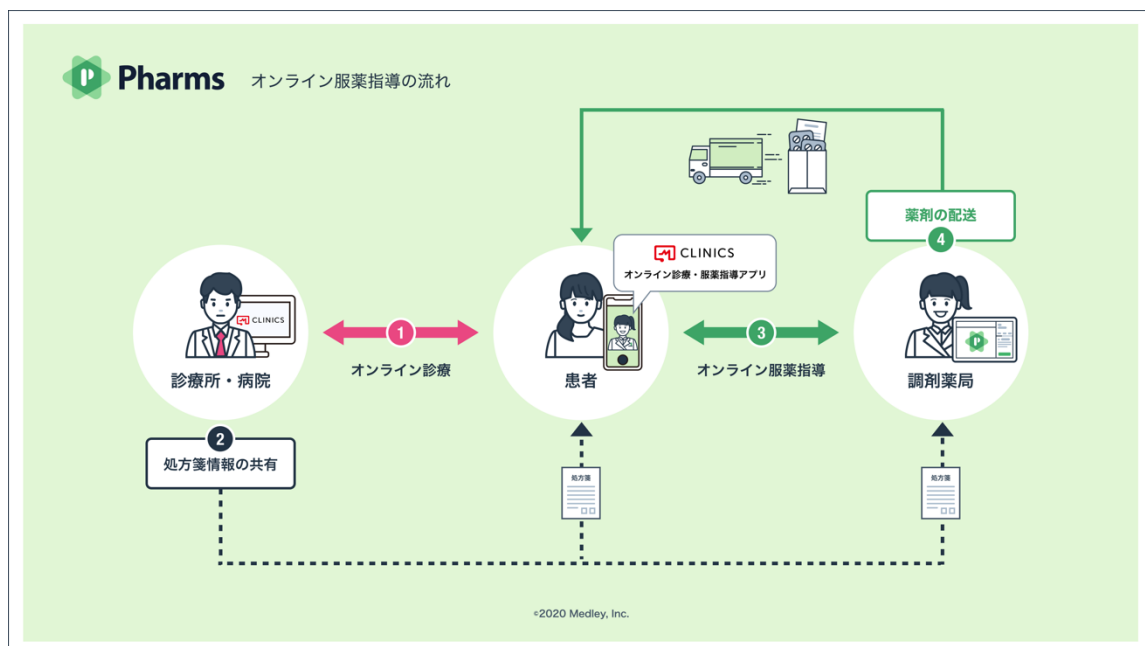 Pharms オンライン服薬指導の流れ
薬剤の配送
4
CLINICS
オンライン診療・服薬指導アプリ
CLINICS
1
3
オンライン診療
オンライン服薬指導
診療所・病院
患者
調剤薬局
2
処方箋情報の共有
処方箋
処方箋
©2020 Medley, Inc.